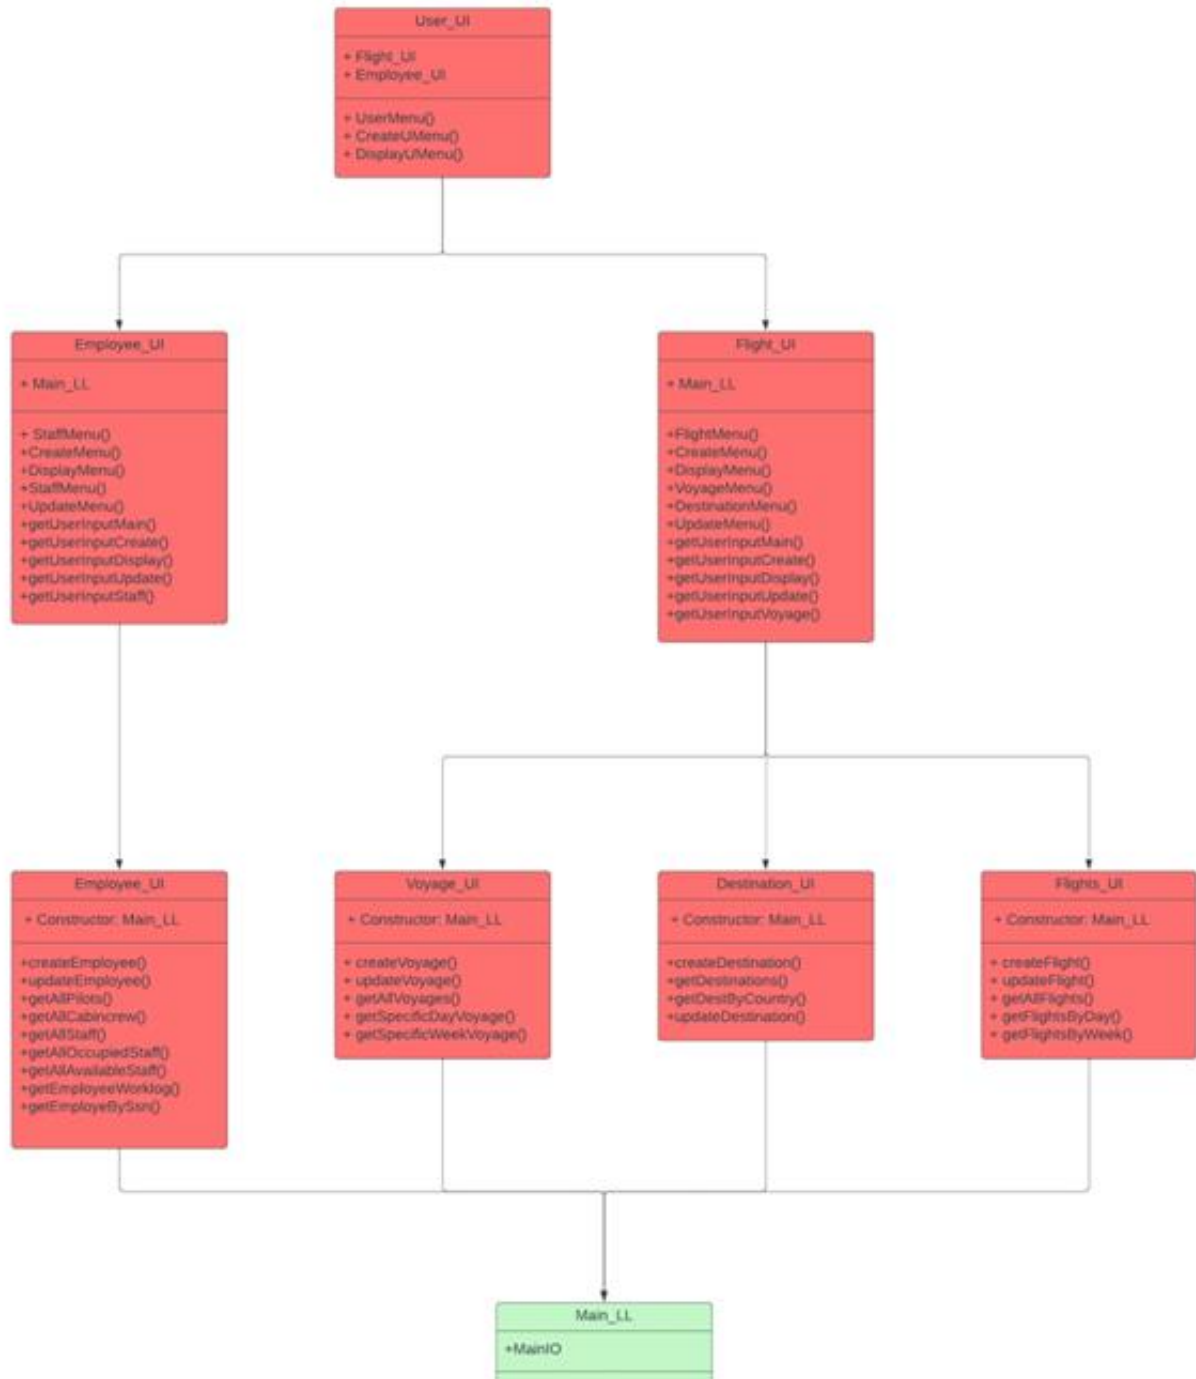 User_UI
+ Flight_UI
+ Employee_UI
+ UserMenu()
+ CreateUMenu()
+ DisplayUMenu()
Employee_UI
+ Main_LL
+ StaffMenu()
+CreateMenu()
+DisplayMenu()
+StaffMenu()
+UpdateMenu()
+getUserInputMain()
+getUserInputCreate()
+getUserInputDisplay()
+getUserInputUpdate()
+getUserInputStaff()
Flight_UI
+ Main_LL
+FlightMenu()
+CreateMenu()
+DisplayMenu()
+VoyageMenu()
+DestinationMenu()
+UpdateMenu()
+getUserInputMain()
+getUserInputCreate()
+getUserInputDisplay()
+getUserInputUpdate()
+getUserInputVoyage()
Employee_UI
+ Constructor: Main_LL
+createEmployee()
+updateEmployee()
+getAllPilots()
+getAllCabincrew()
+getAllStaff()
+getAllOccupiedStaff()
+getAllAvailableStaff()
+getEmployeeWorklog()
+getEmployeBySsn()
Voyage_UI
+ Constructor: Main_LL
+ createVoyage()
+ updateVoyage()
+ getAllVoyages()
+ getSpecificDayVoyage()
+ getSpecificWeekVoyage()
Destination_UI
+ Constructor: Main_LL
+createDestination()
+getDestinations()
+getDestByCountry()
+updateDestination()
Flights_UI
+ Constructor: Main_LL
+ createFlight()
+ updateFlight()
+ getAllFlights()
+ getFlightsByDay()
+ getFlightsByWeek()
Main_LL
+MainIO